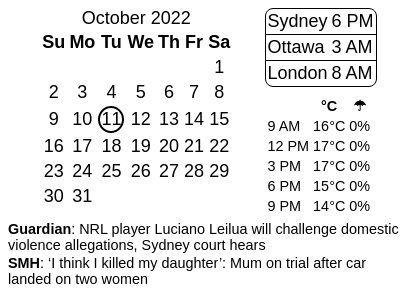 October 2022
Su Mo Tu We Th Fr Sa
1
2 3 4 5 6 7 8
9 10 11 12 13 14 15
16 17 18 19 20 21 22
23 24 25 26 27 28 29
30 31
Sydney 6 PM
Ottawa 3 AM
London 8 AM
°C ☂
9 AM 16°C 0%
12 PM 17°C 0%
3 PM 17°C 0%
6 PM 15°C 0%
9 PM 14°C 0%
Guardian: NRL player Luciano Leilua will challenge domestic
violence allegations, Sydney court hears
SMH: ‘I think I killed my daughter’: Mum on trial after car
landed on two women